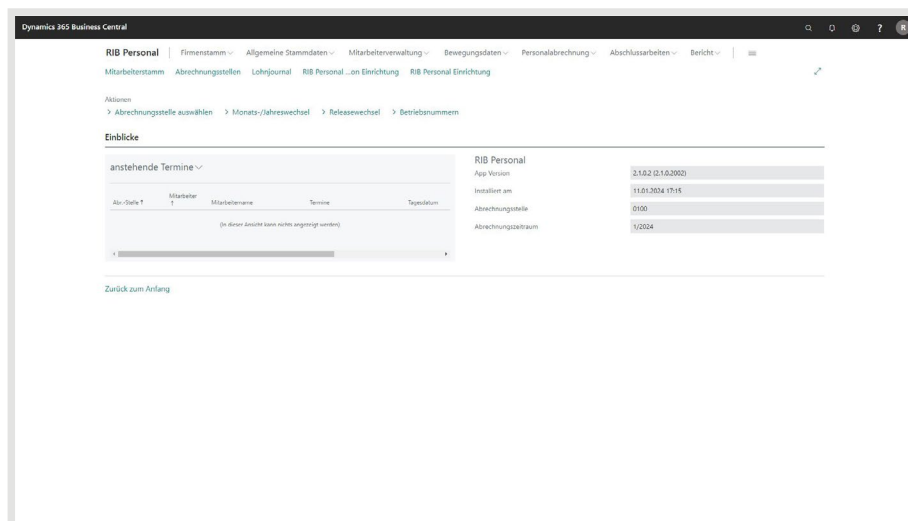 Dynamics 365 Business Central
? R
RIB Personal Firmenstamm Allgemeine Stammdaten Mitarbeiterverwaltung Bewegungsdaten Personalabrechnung Abschlussarbeiten Bericht
Mitarbeiterstamm Abrechnungsstellen Lohnjournal RIB Personal ...on Einrichtung RIB Personal Einrichtung
Aktionen
> Abrechnungsstelle auswählen > Monats-/Jahreswechsel > Releasewechsel > Betriebsnummern
Einblicke
anstehende Termine
Abr.-Stelle ↑ Mitarbeiter ↑ Mitarbeitername Termine Tagesdatum
(In dieser Ansicht kann nichts angezeigt werden)
RIB Personal
App Version 2.1.0.2 (2.1.0.2002)
Installiert am 11.01.2024 17:15
Abrechnungsstelle 0100
Abrechnungszeitraum 1/2024
Zurück zum Anfang